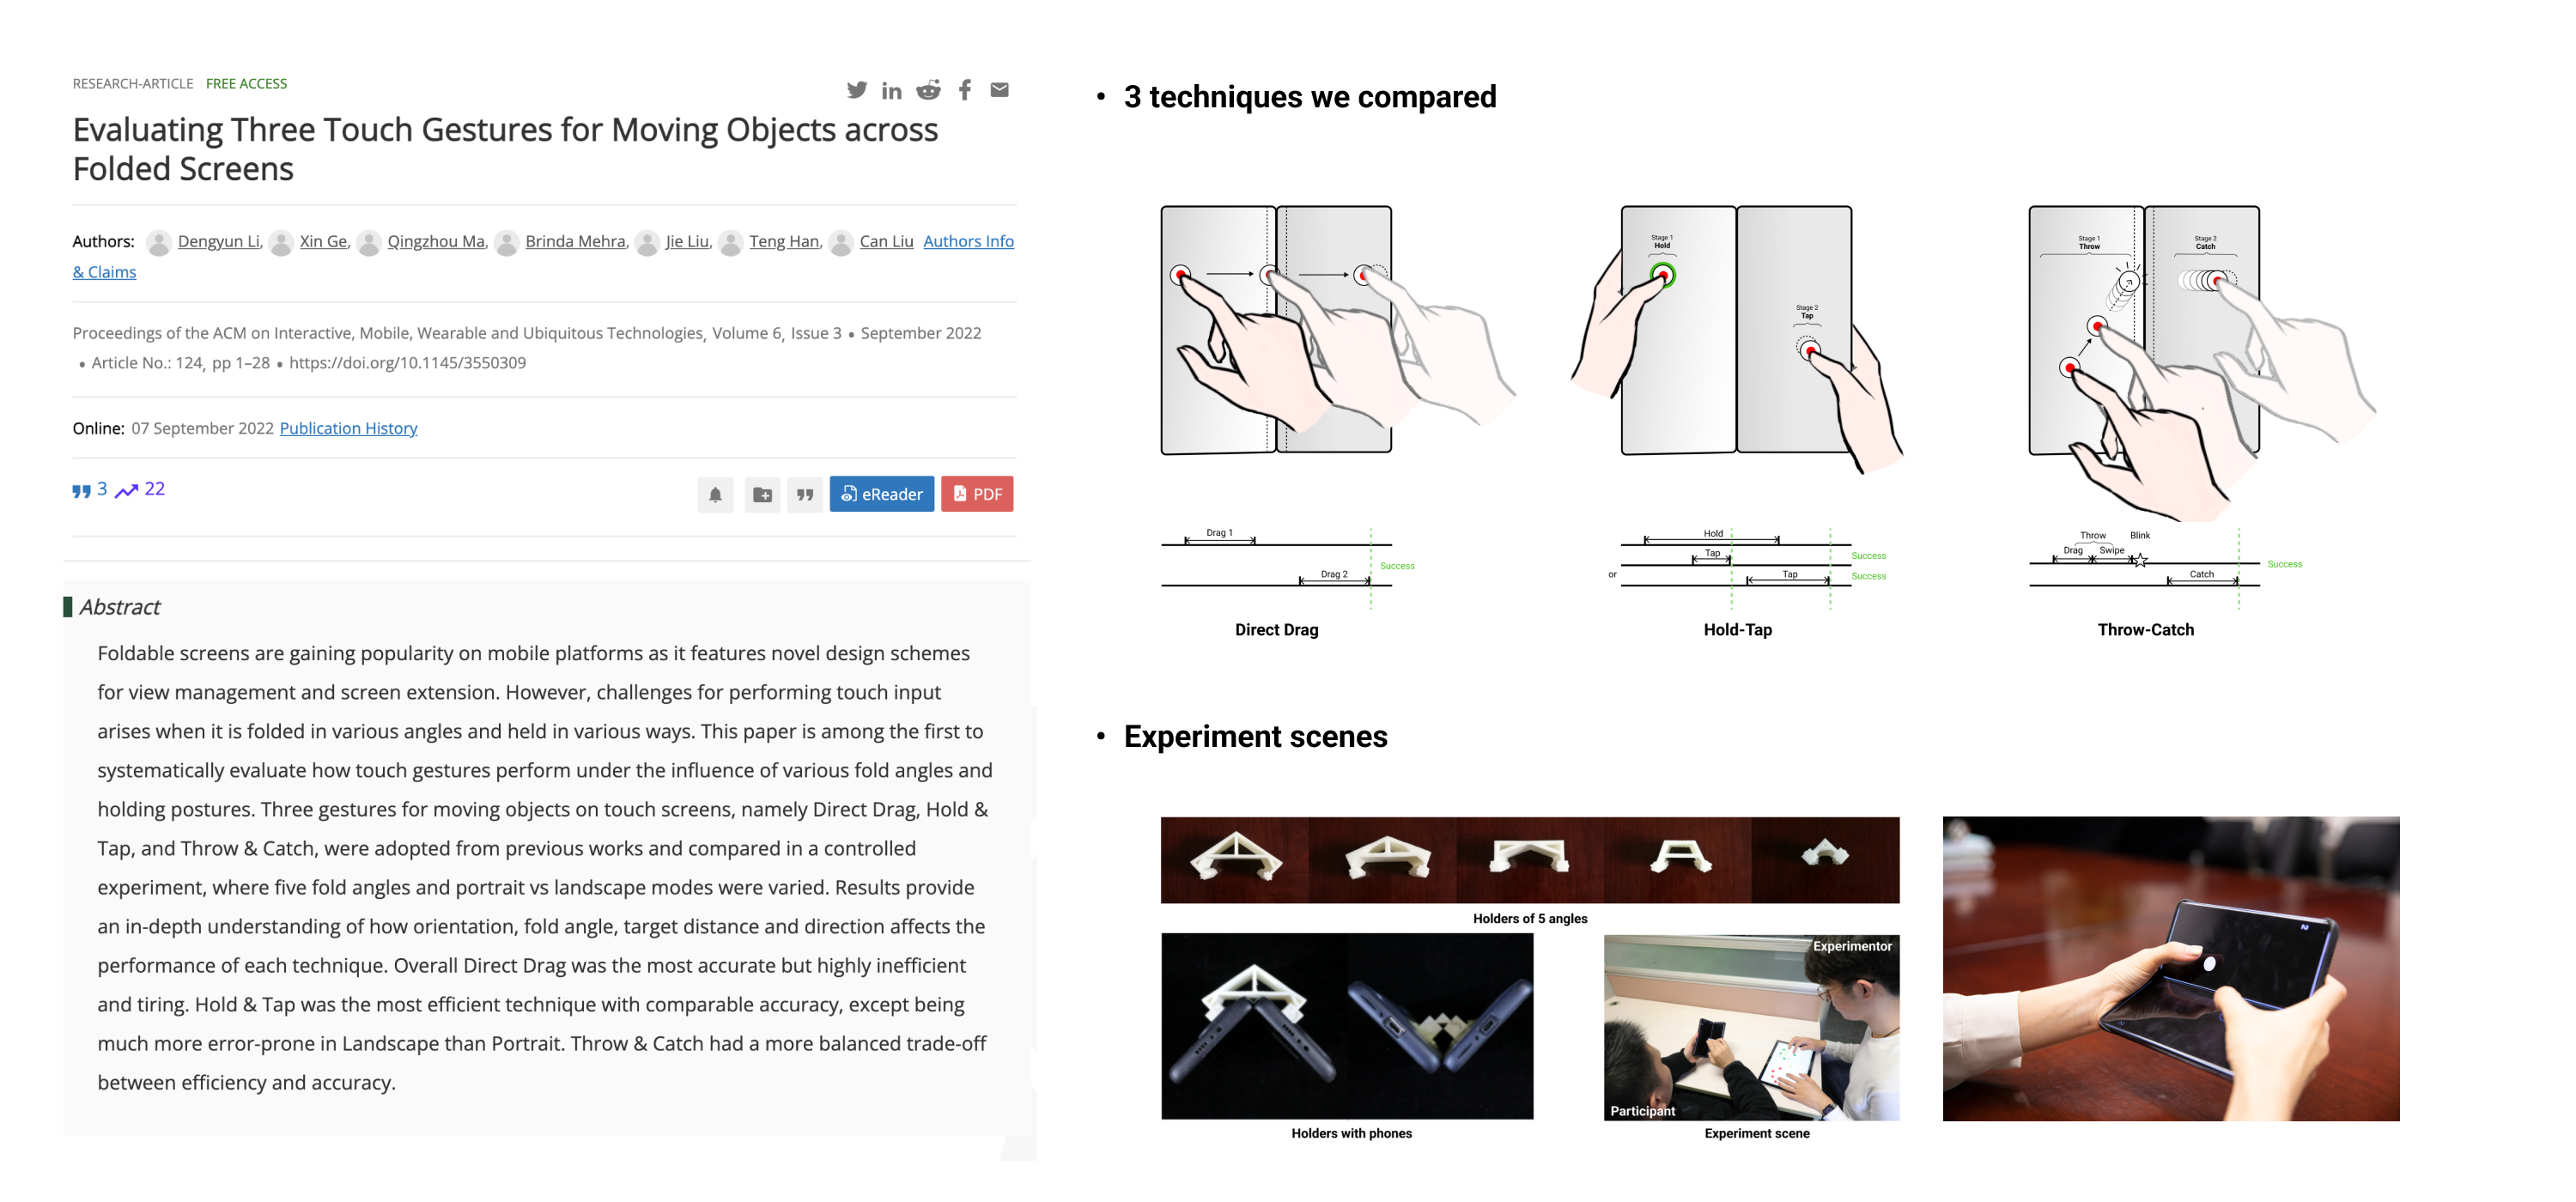 RESEARCH-ARTICLE FREE ACCESS
Evaluating Three Touch Gestures for Moving Objects across
Folded Screens
Authors: Dengyun Li, Xin Ge, Qingzhou Ma, Brinda Mehra, Jie Liu, Teng Han, Can Liu Authors Info
& Claims
Proceedings of the ACM on Interactive, Mobile, Wearable and Ubiquitous Technologies, Volume 6, Issue 3 • September 2022
• Article No.: 124, pp 1–28 • https://doi.org/10.1145/3550309
Online: 07 September 2022 Publication History
3 22
eReader PDF
Abstract
Foldable screens are gaining popularity on mobile platforms as it features novel design schemes
for view management and screen extension. However, challenges for performing touch input
arises when it is folded in various angles and held in various ways. This paper is among the first to
systematically evaluate how touch gestures perform under the influence of various fold angles and
holding postures. Three gestures for moving objects on touch screens, namely Direct Drag, Hold &
Tap, and Throw & Catch, were adopted from previous works and compared in a controlled
experiment, where five fold angles and portrait vs landscape modes were varied. Results provide
an in-depth understanding of how orientation, fold angle, target distance and direction affects the
performance of each technique. Overall Direct Drag was the most accurate but highly inefficient
and tiring. Hold & Tap was the most efficient technique with comparable accuracy, except being
much more error-prone in Landscape than Portrait. Throw & Catch had a more balanced trade-off
between efficiency and accuracy.
• 3 techniques we compared
Drag 1
Drag 2
Success
Direct Drag
Stage 1
Hold
Stage 2
Tap
Hold
Tap
Success
or
Tap
Success
Hold-Tap
Stage 1
Throw
Stage 2
Catch
Throw
Blink
Drag
Swipe
Success
Catch
Throw-Catch
• Experiment scenes
Holders of 5 angles
Holders with phones
Experimentor
Participant
Experiment scene
2